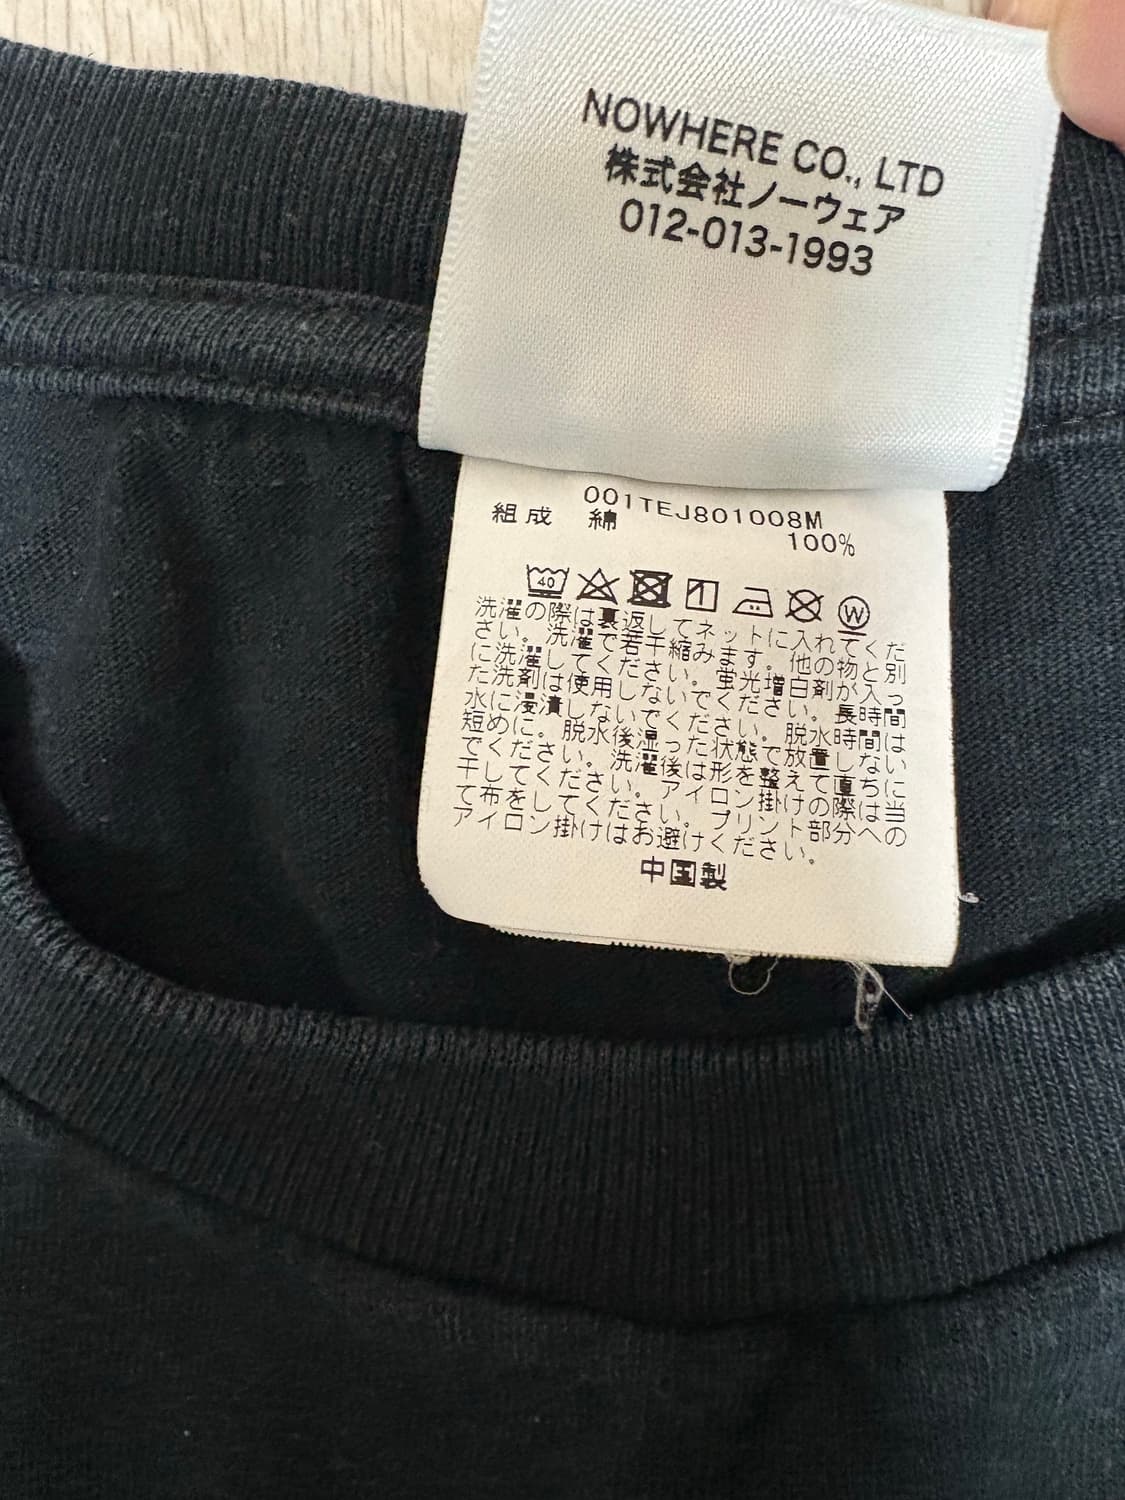 NOWHERE CO., LTD
株式会社ノーウェア
012-013-1993
001TEJ801008M
組成 綿 100%
40
W
洗濯の際は裏返してネットに入れてくだ
さい。洗濯で若干縮みます。他の物と別
に洗濯してください。蛍光増白剤が入っ
た洗剤は使用しないでください。長時間
水に浸漬しないでください。脱水時間は
短めに。脱水後湿った状態で放置しない
でください。洗濯後は形を整えて直ちに
干してください。アイロン掛けの際は当
て布をしてください。プリント部分への
アイロン掛けはお避けください。
中国製